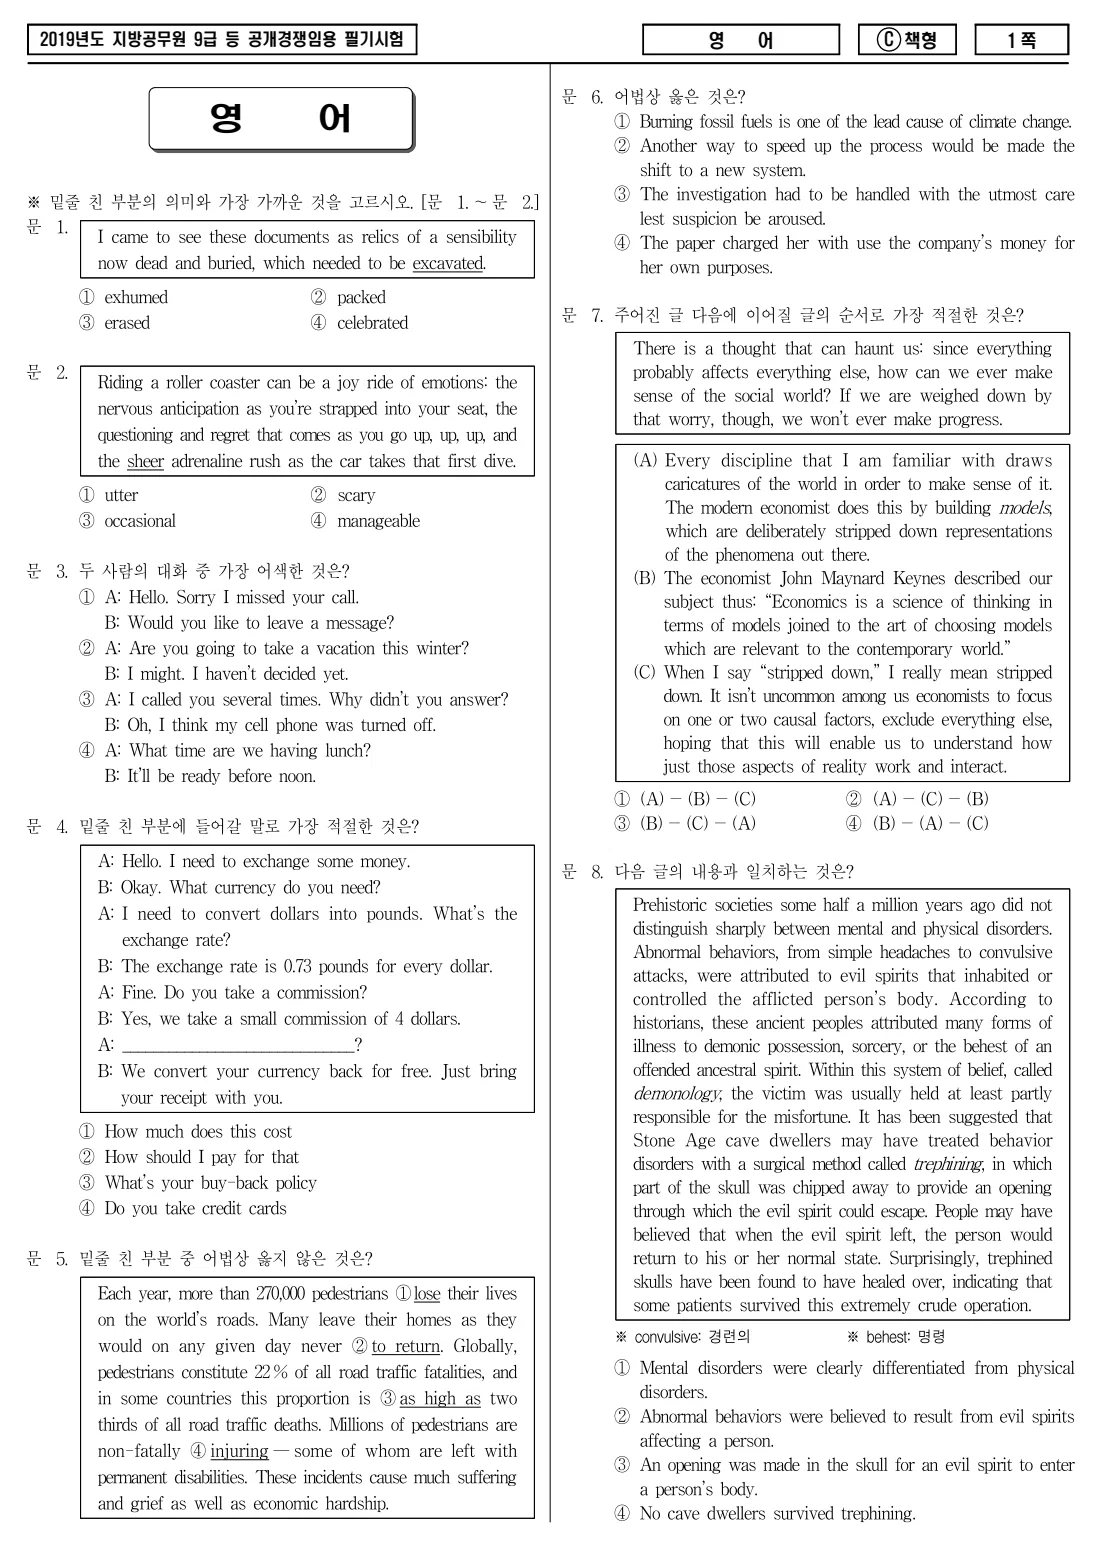 2019년도 지방공무원 9급 등 공개경쟁임용 필기시험
영 어
Ⓒ책형
1쪽
영 어
※ 밑줄 친 부분의 의미와 가장 가까운 것을 고르시오. [문 1. ~ 문 2.]
문 1.
I came to see these documents as relics of a sensibility
now dead and buried, which needed to be excavated.
① exhumed ② packed
③ erased ④ celebrated
문 2.
Riding a roller coaster can be a joy ride of emotions: the
nervous anticipation as you're strapped into your seat, the
questioning and regret that comes as you go up, up, up, and
the sheer adrenaline rush as the car takes that first dive.
① utter ② scary
③ occasional ④ manageable
문 3. 두 사람의 대화 중 가장 어색한 것은?
① A: Hello. Sorry I missed your call.
B: Would you like to leave a message?
② A: Are you going to take a vacation this winter?
B: I might. I haven't decided yet.
③ A: I called you several times. Why didn't you answer?
B: Oh, I think my cell phone was turned off.
④ A: What time are we having lunch?
B: It'll be ready before noon.
문 4. 밑줄 친 부분에 들어갈 말로 가장 적절한 것은?
A: Hello. I need to exchange some money.
B: Okay. What currency do you need?
A: I need to convert dollars into pounds. What's the
exchange rate?
B: The exchange rate is 0.73 pounds for every dollar.
A: Fine. Do you take a commission?
B: Yes, we take a small commission of 4 dollars.
A: ______________________________?
B: We convert your currency back for free. Just bring
your receipt with you.
① How much does this cost
② How should I pay for that
③ What's your buy-back policy
④ Do you take credit cards
문 5. 밑줄 친 부분 중 어법상 옳지 않은 것은?
Each year, more than 270,000 pedestrians ① lose their lives
on the world's roads. Many leave their homes as they
would on any given day never ② to return. Globally,
pedestrians constitute 22% of all road traffic fatalities, and
in some countries this proportion is ③ as high as two
thirds of all road traffic deaths. Millions of pedestrians are
non-fatally ④ injuring — some of whom are left with
permanent disabilities. These incidents cause much suffering
and grief as well as economic hardship.
문 6. 어법상 옳은 것은?
① Burning fossil fuels is one of the lead cause of climate change.
② Another way to speed up the process would be made the
shift to a new system.
③ The investigation had to be handled with the utmost care
lest suspicion be aroused.
④ The paper charged her with use the company's money for
her own purposes.
문 7. 주어진 글 다음에 이어질 글의 순서로 가장 적절한 것은?
There is a thought that can haunt us: since everything
probably affects everything else, how can we ever make
sense of the social world? If we are weighed down by
that worry, though, we won't ever make progress.
(A) Every discipline that I am familiar with draws
caricatures of the world in order to make sense of it.
The modern economist does this by building models,
which are deliberately stripped down representations
of the phenomena out there.
(B) The economist John Maynard Keynes described our
subject thus: “Economics is a science of thinking in
terms of models joined to the art of choosing models
which are relevant to the contemporary world.”
(C) When I say “stripped down,” I really mean stripped
down. It isn't uncommon among us economists to focus
on one or two causal factors, exclude everything else,
hoping that this will enable us to understand how
just those aspects of reality work and interact.
① (A) - (B) - (C) ② (A) - (C) - (B)
③ (B) - (C) - (A) ④ (B) - (A) - (C)
문 8. 다음 글의 내용과 일치하는 것은?
Prehistoric societies some half a million years ago did not
distinguish sharply between mental and physical disorders.
Abnormal behaviors, from simple headaches to convulsive
attacks, were attributed to evil spirits that inhabited or
controlled the afflicted person's body. According to
historians, these ancient peoples attributed many forms of
illness to demonic possession, sorcery, or the behest of an
offended ancestral spirit. Within this system of belief, called
demonology, the victim was usually held at least partly
responsible for the misfortune. It has been suggested that
Stone Age cave dwellers may have treated behavior
disorders with a surgical method called trephining, in which
part of the skull was chipped away to provide an opening
through which the evil spirit could escape. People may have
believed that when the evil spirit left, the person would
return to his or her normal state. Surprisingly, trephined
skulls have been found to have healed over, indicating that
some patients survived this extremely crude operation.
※ convulsive: 경련의 ※ behest: 명령
① Mental disorders were clearly differentiated from physical
disorders.
② Abnormal behaviors were believed to result from evil spirits
affecting a person.
③ An opening was made in the skull for an evil spirit to enter
a person's body.
④ No cave dwellers survived trephining.